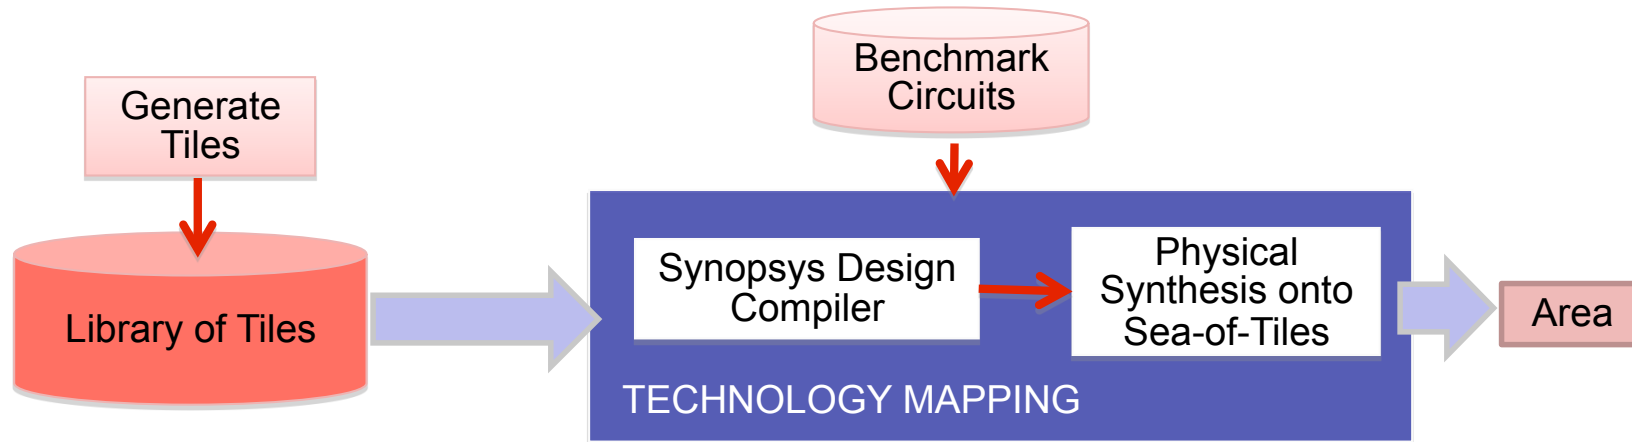 Generate
Tiles
Library of Tiles
Benchmark
Circuits
Synopsys Design
Compiler
Physical
Synthesis onto
Sea-of-Tiles
TECHNOLOGY MAPPING
Area